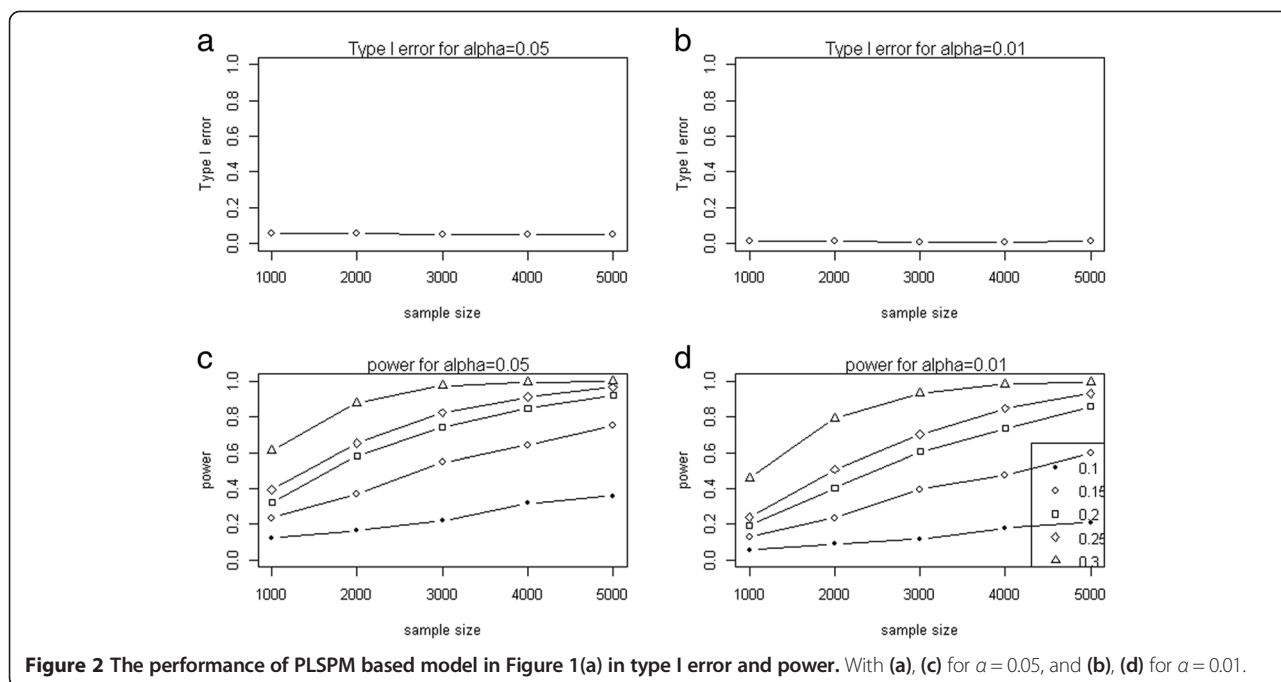 a
Type I error for alpha=0.05
Type I error
1.0
0.8
0.6
0.4
0.2
0.0
1000 2000 3000 4000 5000
sample size
b
Type I error for alpha=0.01
Type I error
1.0
0.8
0.6
0.4
0.2
0.0
1000 2000 3000 4000 5000
sample size
c
power for alpha=0.05
power
1.0
0.8
0.6
0.4
0.2
0.0
1000 2000 3000 4000 5000
sample size
d
power for alpha=0.01
power
1.0
0.8
0.6
0.4
0.2
0.0
1000 2000 3000 4000 5000
sample size
0.1
0.15
0.2
0.25
0.3
Figure 2 The performance of PLSPM based model in Figure 1(a) in type I error and power. With (a), (c) for α = 0.05, and (b), (d) for α = 0.01.